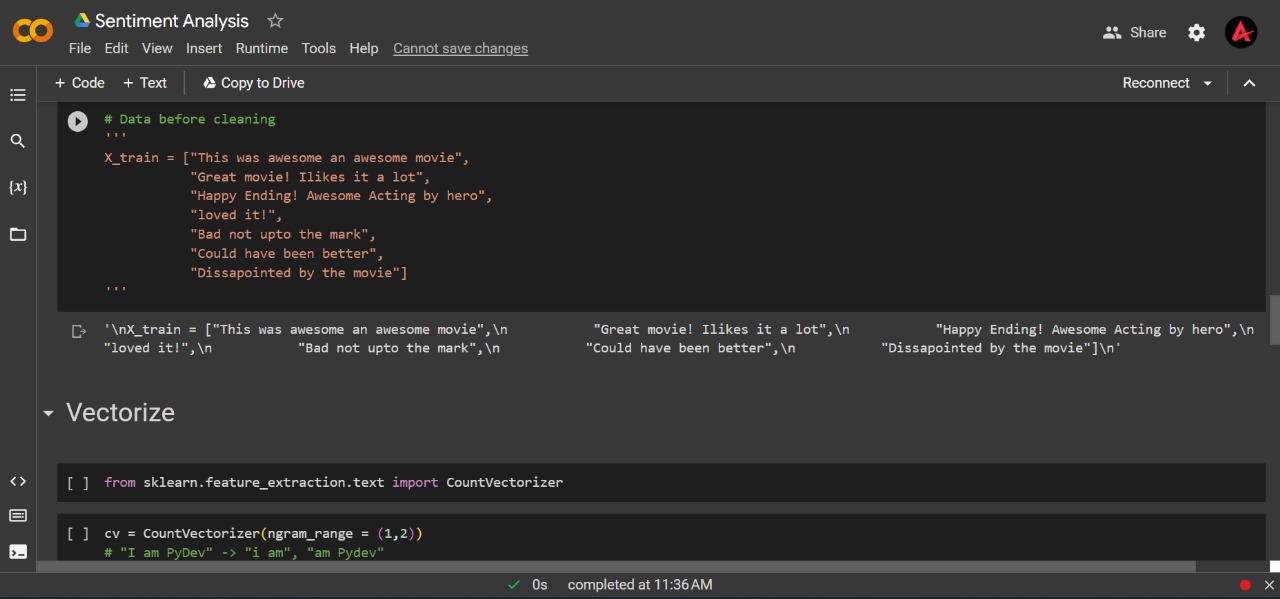 Sentiment Analysis
File Edit View Insert Runtime Tools Help Cannot save changes
Share
+ Code + Text Copy to Drive
Reconnect
# Data before cleaning
'''
X_train = ["This was awesome an awesome movie",
"Great movie! Ilikes it a lot",
"Happy Ending! Awesome Acting by hero",
"loved it!",
"Bad not upto the mark",
"Could have been better",
"Dissapointed by the movie"]
'''
'\nX_train = ["This was awesome an awesome movie",\n "Great movie! Ilikes it a lot",\n "Happy Ending! Awesome Acting by hero",\n
"loved it!",\n "Bad not upto the mark",\n "Could have been better",\n "Dissapointed by the movie"]\n'
Vectorize
[ ] from sklearn.feature_extraction.text import CountVectorizer
[ ] cv = CountVectorizer(ngram_range = (1,2))
# "I am PyDev" -> "i am", "am Pydev"
0s completed at 11:36 AM